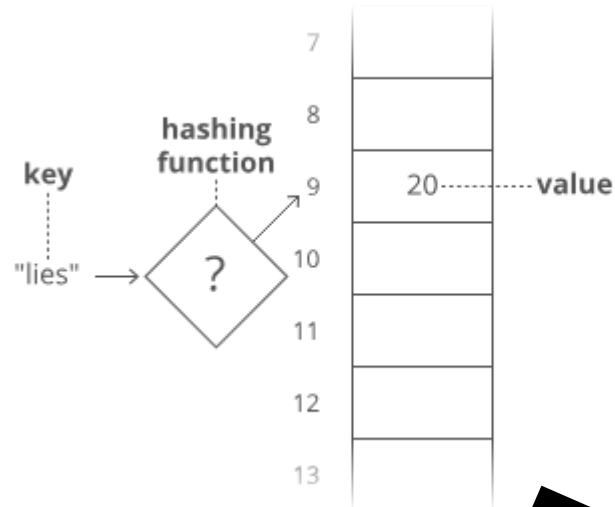 7
8
hashing
function
key
9
20
value
"lies"
?
10
11
12
13